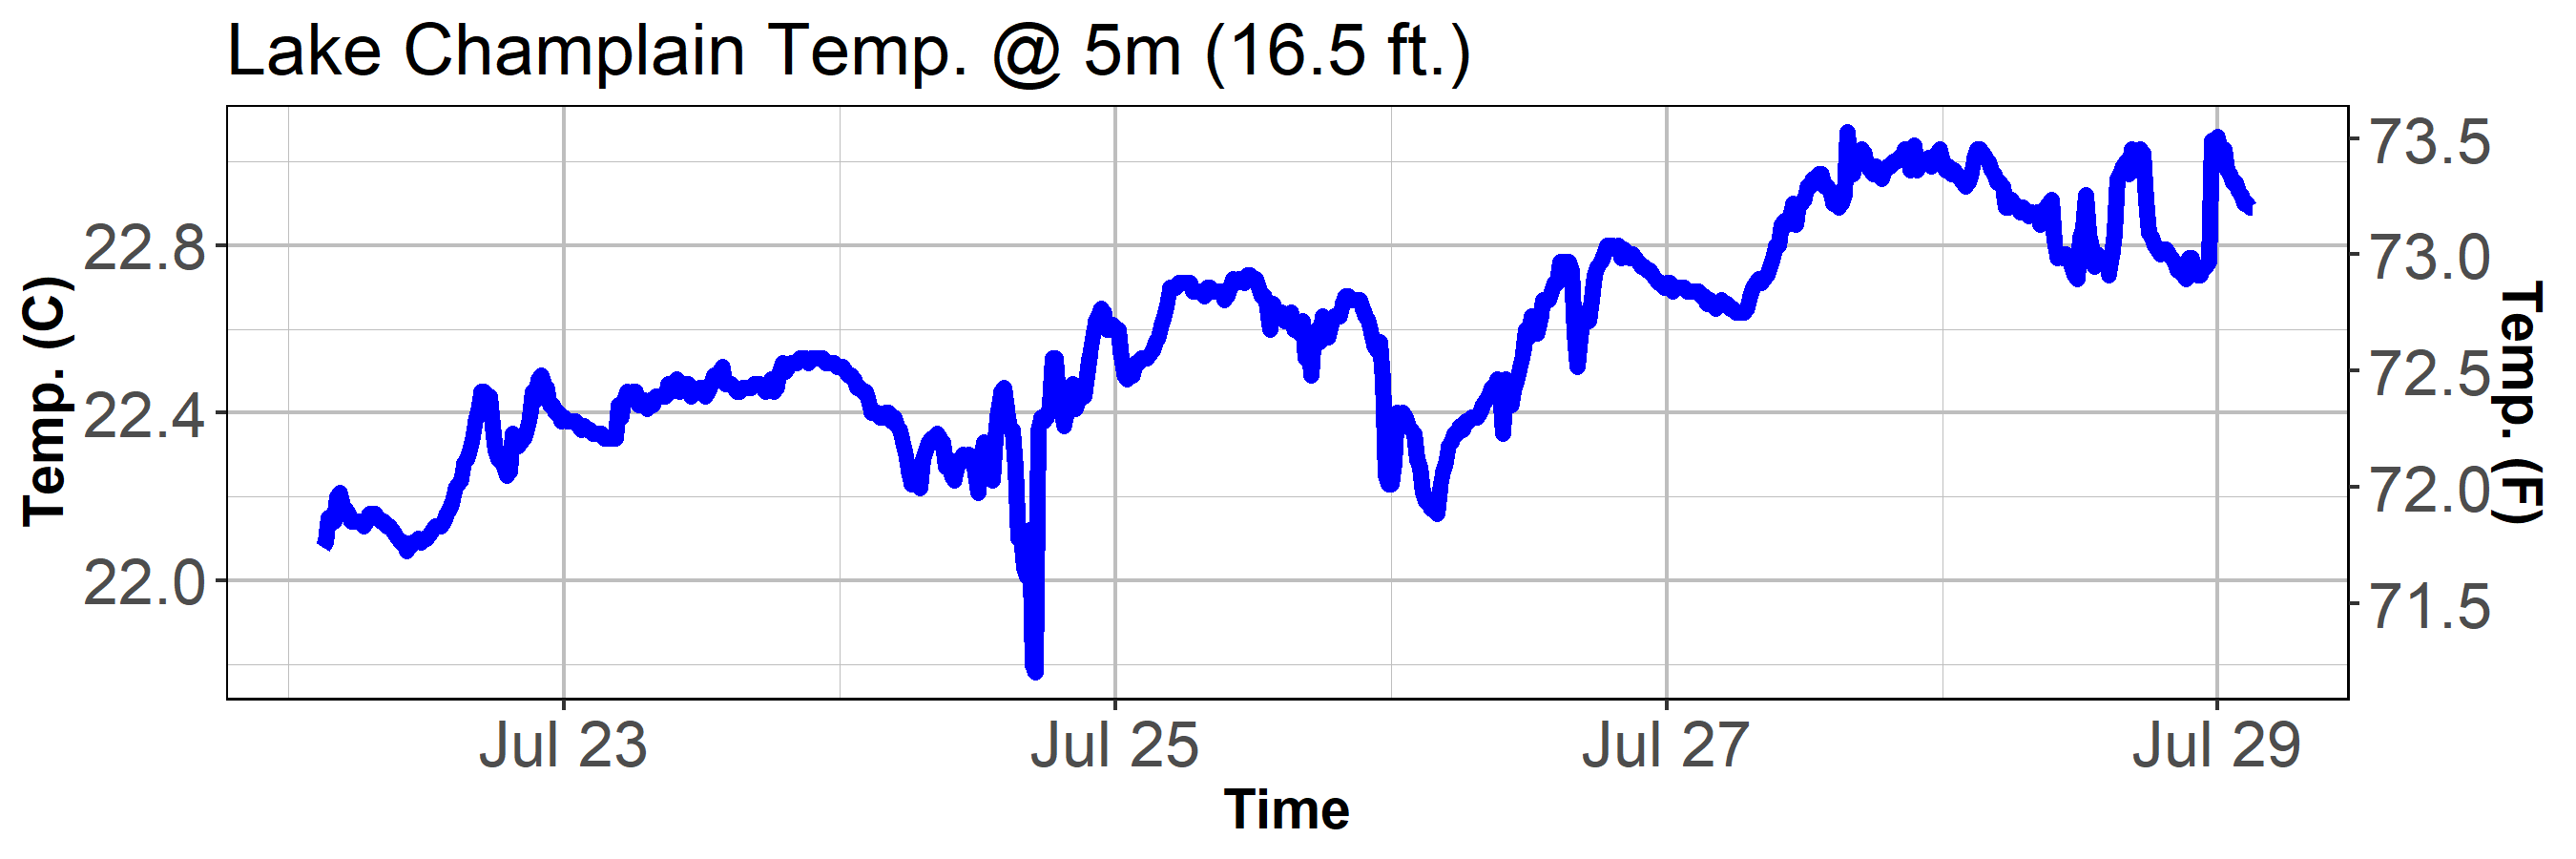 Lake Champlain Temp. @ 5m (16.5 ft.)
Temp. (C)
22.8
22.4
22.0
73.5
73.0
72.5
72.0
71.5
Temp. (F)
Jul 23 Jul 25 Jul 27 Jul 29
Time